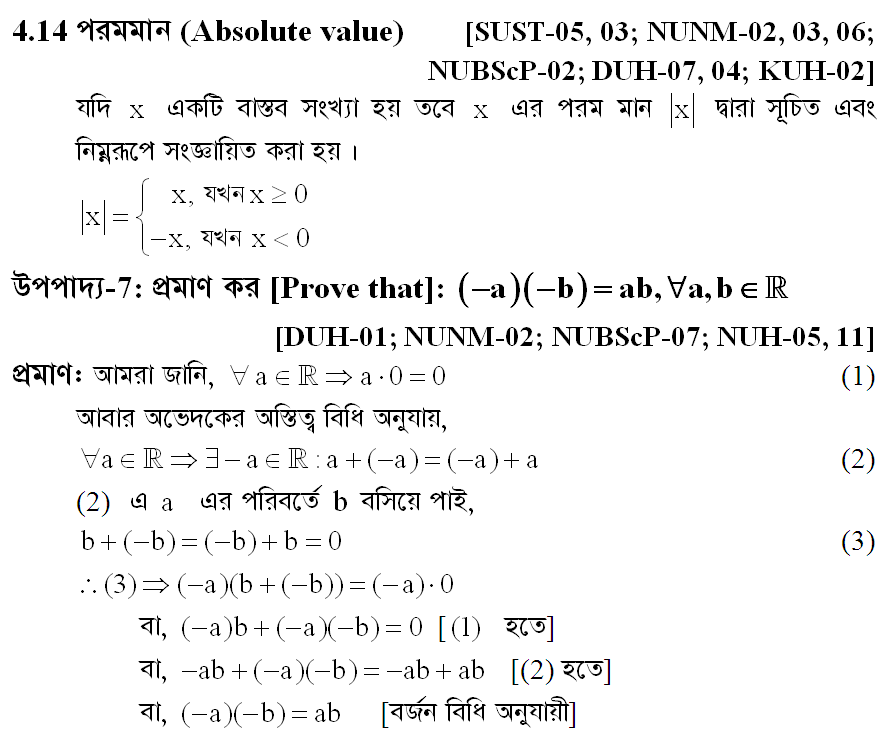 4.14 পরমমান (Absolute value) [SUST-05, 03; NUNM-02, 03, 06;
NUBScP-02; DUH-07, 04; KUH-02]
যদি x একটি বাস্তব সংখ্যা হয় তবে x এর পরম মান |x| দ্বারা সূচিত এবং
নিম্নরূপে সংজ্ঞায়িত করা হয়।
|x| = { x, যখন x ≥ 0
−x, যখন x < 0
উপপাদ্য-7: প্রমাণ কর [Prove that]: (−a)(−b) = ab, ∀a, b ∈ ℝ
[DUH-01; NUNM-02; NUBScP-07; NUH-05, 11]
প্রমাণঃ আমরা জানি, ∀ a ∈ ℝ ⇒ a · 0 = 0 (1)
আবার অভেদকের অস্তিত্ব বিধি অনুযায়,
∀a ∈ ℝ ⇒ ∃ − a ∈ ℝ : a + (−a) = (−a) + a (2)
(2) এ a এর পরিবর্তে b বসিয়ে পাই,
b + (−b) = (−b) + b = 0 (3)
∴ (3) ⇒ (−a)(b + (−b)) = (−a) · 0
বা, (−a)b + (−a)(−b) = 0 [(1) হতে]
বা, −ab + (−a)(−b) = −ab + ab [(2) হতে]
বা, (−a)(−b) = ab [বর্জন বিধি অনুযায়ী]